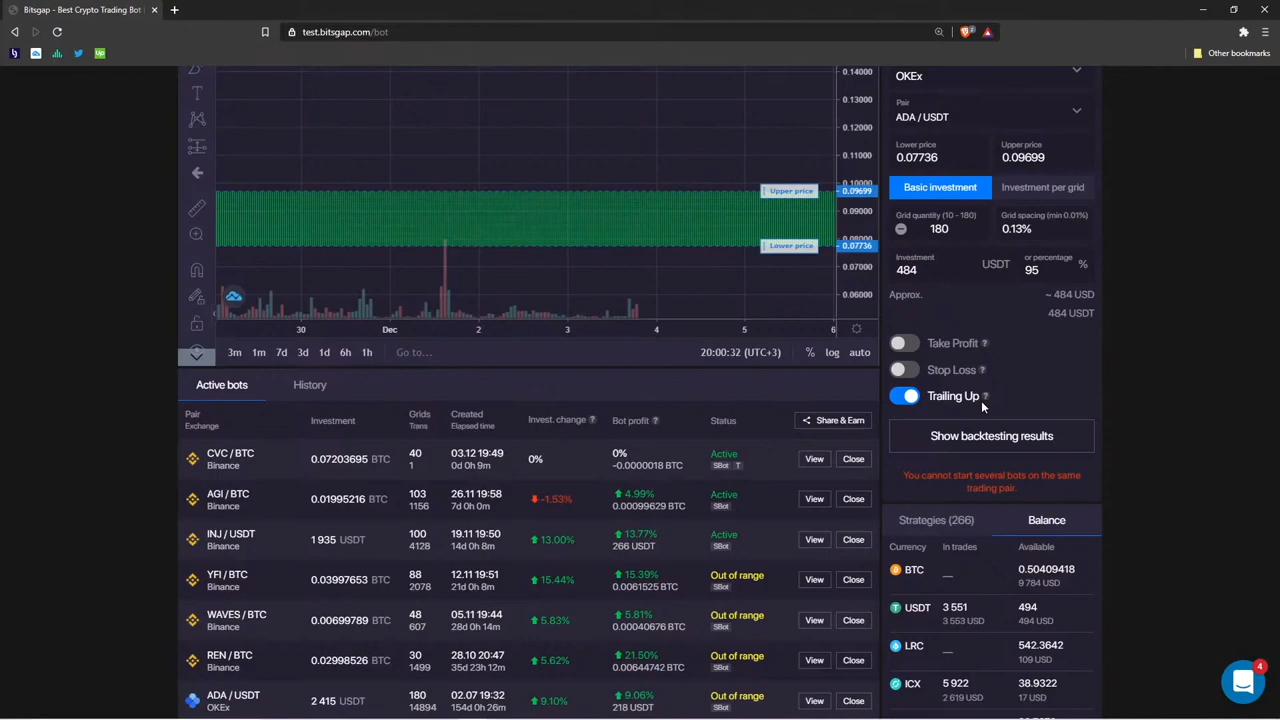 Bitsgap - Best Crypto Trading Bot
test.bitsgap.com/bot
Other bookmarks
0.14000
0.13000
0.12000
0.11000
0.10000
Upper price 0.09699
0.09000
0.08000
Lower price 0.07736
0.07000
0.06000
30 Dec 2 3 4 5 6
3m 1m 7d 3d 1d 6h 1h Go to... 20:00:32 (UTC+3) % log auto
OKEx
Pair
ADA / USDT
Lower price Upper price
0.07736 0.09699
Basic investment Investment per grid
Grid quantity (10 - 180) Grid spacing (min 0.01%)
180 0.13%
Investment or percentage
484 USDT 95 %
Approx. ~ 484 USD
484 USDT
Take Profit ?
Stop Loss ?
Trailing Up ?
Show backtesting results
You cannot start several bots on the same
trading pair.
Active bots History
Pair Investment Grids Created Invest. change ? Bot profit ? Status Share & Earn
Exchange Trans Elapsed time
CVC / BTC 0.07203695 BTC 40 03.12 19:49 0% 0% Active View Close
Binance 1 0d 0h 9m -0.0000018 BTC SBot T
AGI / BTC 0.01995216 BTC 103 26.11 19:58 -1.53% 4.99% Active View Close
Binance 1156 7d 0h 0m 0.00099629 BTC SBot
INJ / USDT 1 935 USDT 100 19.11 19:50 13.00% 13.77% Active View Close
Binance 4128 14d 0h 8m 266 USDT SBot
YFI / BTC 0.03997653 BTC 88 12.11 19:51 15.44% 15.39% Out of range View Close
Binance 2078 21d 0h 8m 0.0061525 BTC SBot
WAVES / BTC 0.00699789 BTC 48 05.11 19:44 5.83% 5.81% Out of range View Close
Binance 607 28d 0h 14m 0.00040676 BTC SBot
REN / BTC 0.02998526 BTC 30 28.10 20:47 5.62% 21.50% Out of range View Close
Binance 1499 35d 23h 12m 0.00644742 BTC SBot
ADA / USDT 2 415 USDT 180 02.07 19:32 9.10% 9.06% Out of range View Close
OKEx 14894 154d 0h 26m 218 USDT SBot
Strategies (266) Balance
Currency In trades Available
BTC — 0.50409418
9 784 USD
USDT 3 551 494
3 553 USD 494 USD
LRC — 542.3642
109 USD
ICX 5 922 38.9322
2 619 USD 17 USD
4